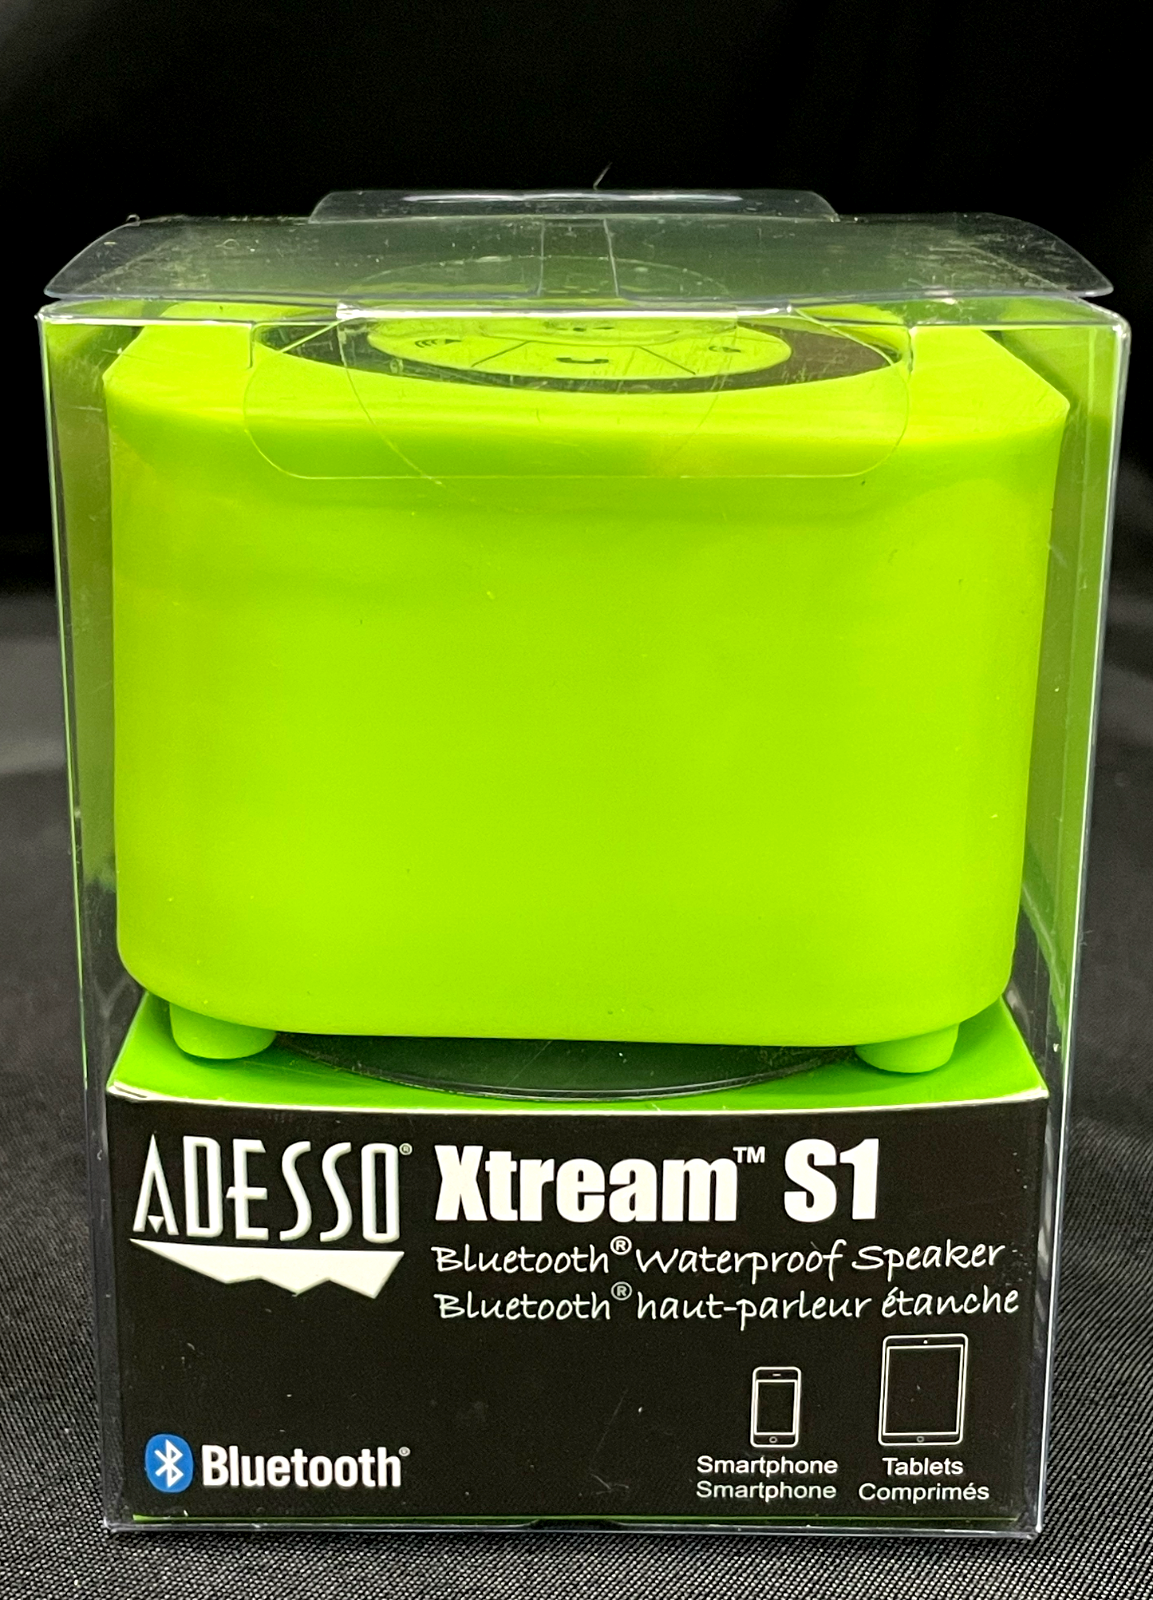 ADESSO® Xtream™ S1
Bluetooth® Waterproof Speaker
Bluetooth® haut-parleur étanche
Bluetooth®
Smartphone
Smartphone
Tablets
Comprimés